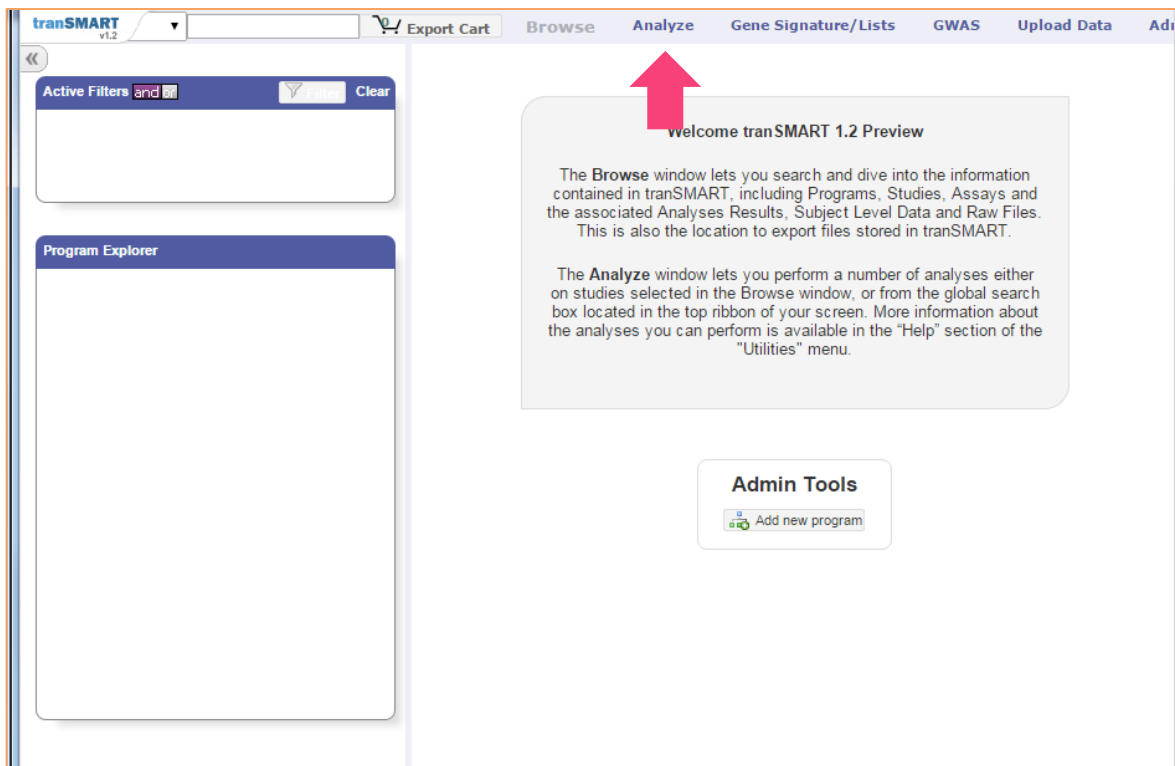 tranSMART
v1.2
▼
0
Export Cart
Browse
Analyze
Gene Signature/Lists
GWAS
Upload Data
«
Active Filters and or
Filter
Clear
Welcome tranSMART 1.2 Preview
The Browse window lets you search and dive into the information
contained in tranSMART, including Programs, Studies, Assays and
the associated Analyses Results, Subject Level Data and Raw Files.
This is also the location to export files stored in tranSMART.
The Analyze window lets you perform a number of analyses either
on studies selected in the Browse window, or from the global search
box located in the top ribbon of your screen. More information about
the analyses you can perform is available in the “Help” section of the
"Utilities" menu.
Program Explorer
Admin Tools
Add new program